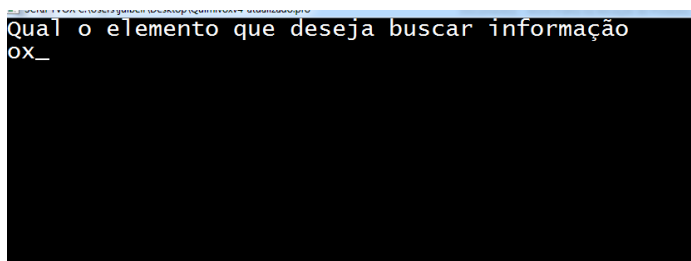 Qual o elemento que deseja buscar informação
ox_